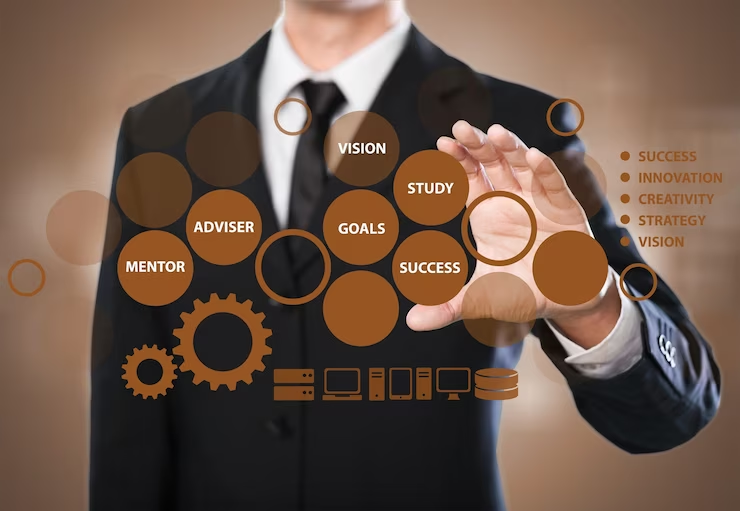 VISION
STUDY
ADVISER
GOALS
MENTOR
SUCCESS
SUCCESS
INNOVATION
CREATIVITY
STRATEGY
VISION